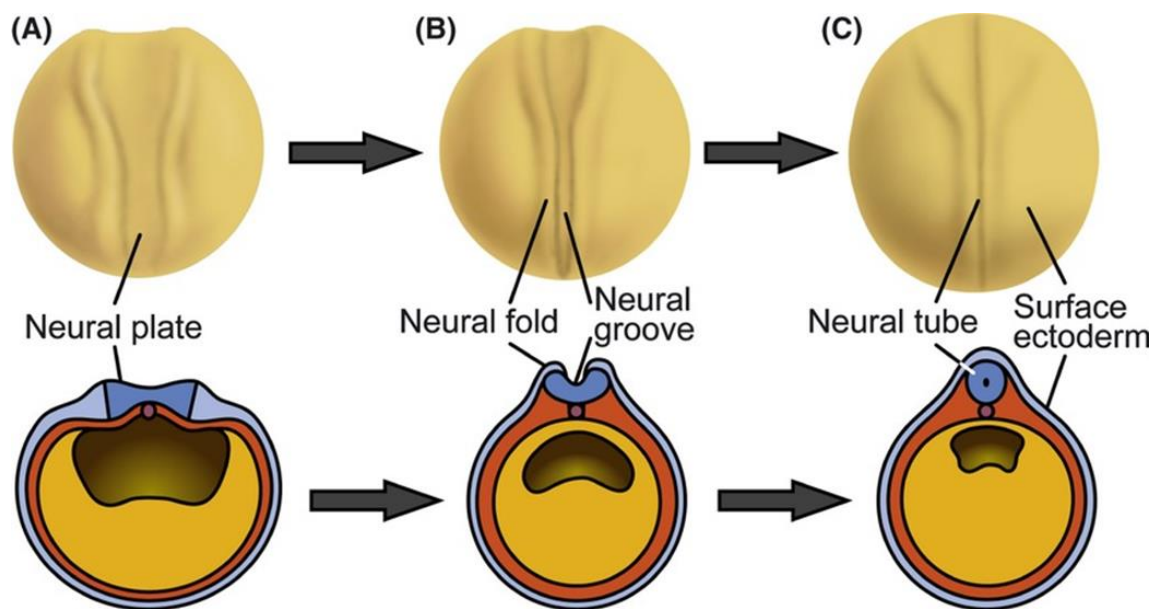 (A)
(B)
(C)
Neural plate
Neural fold
Neural
groove
Neural tube
Surface
ectoderm